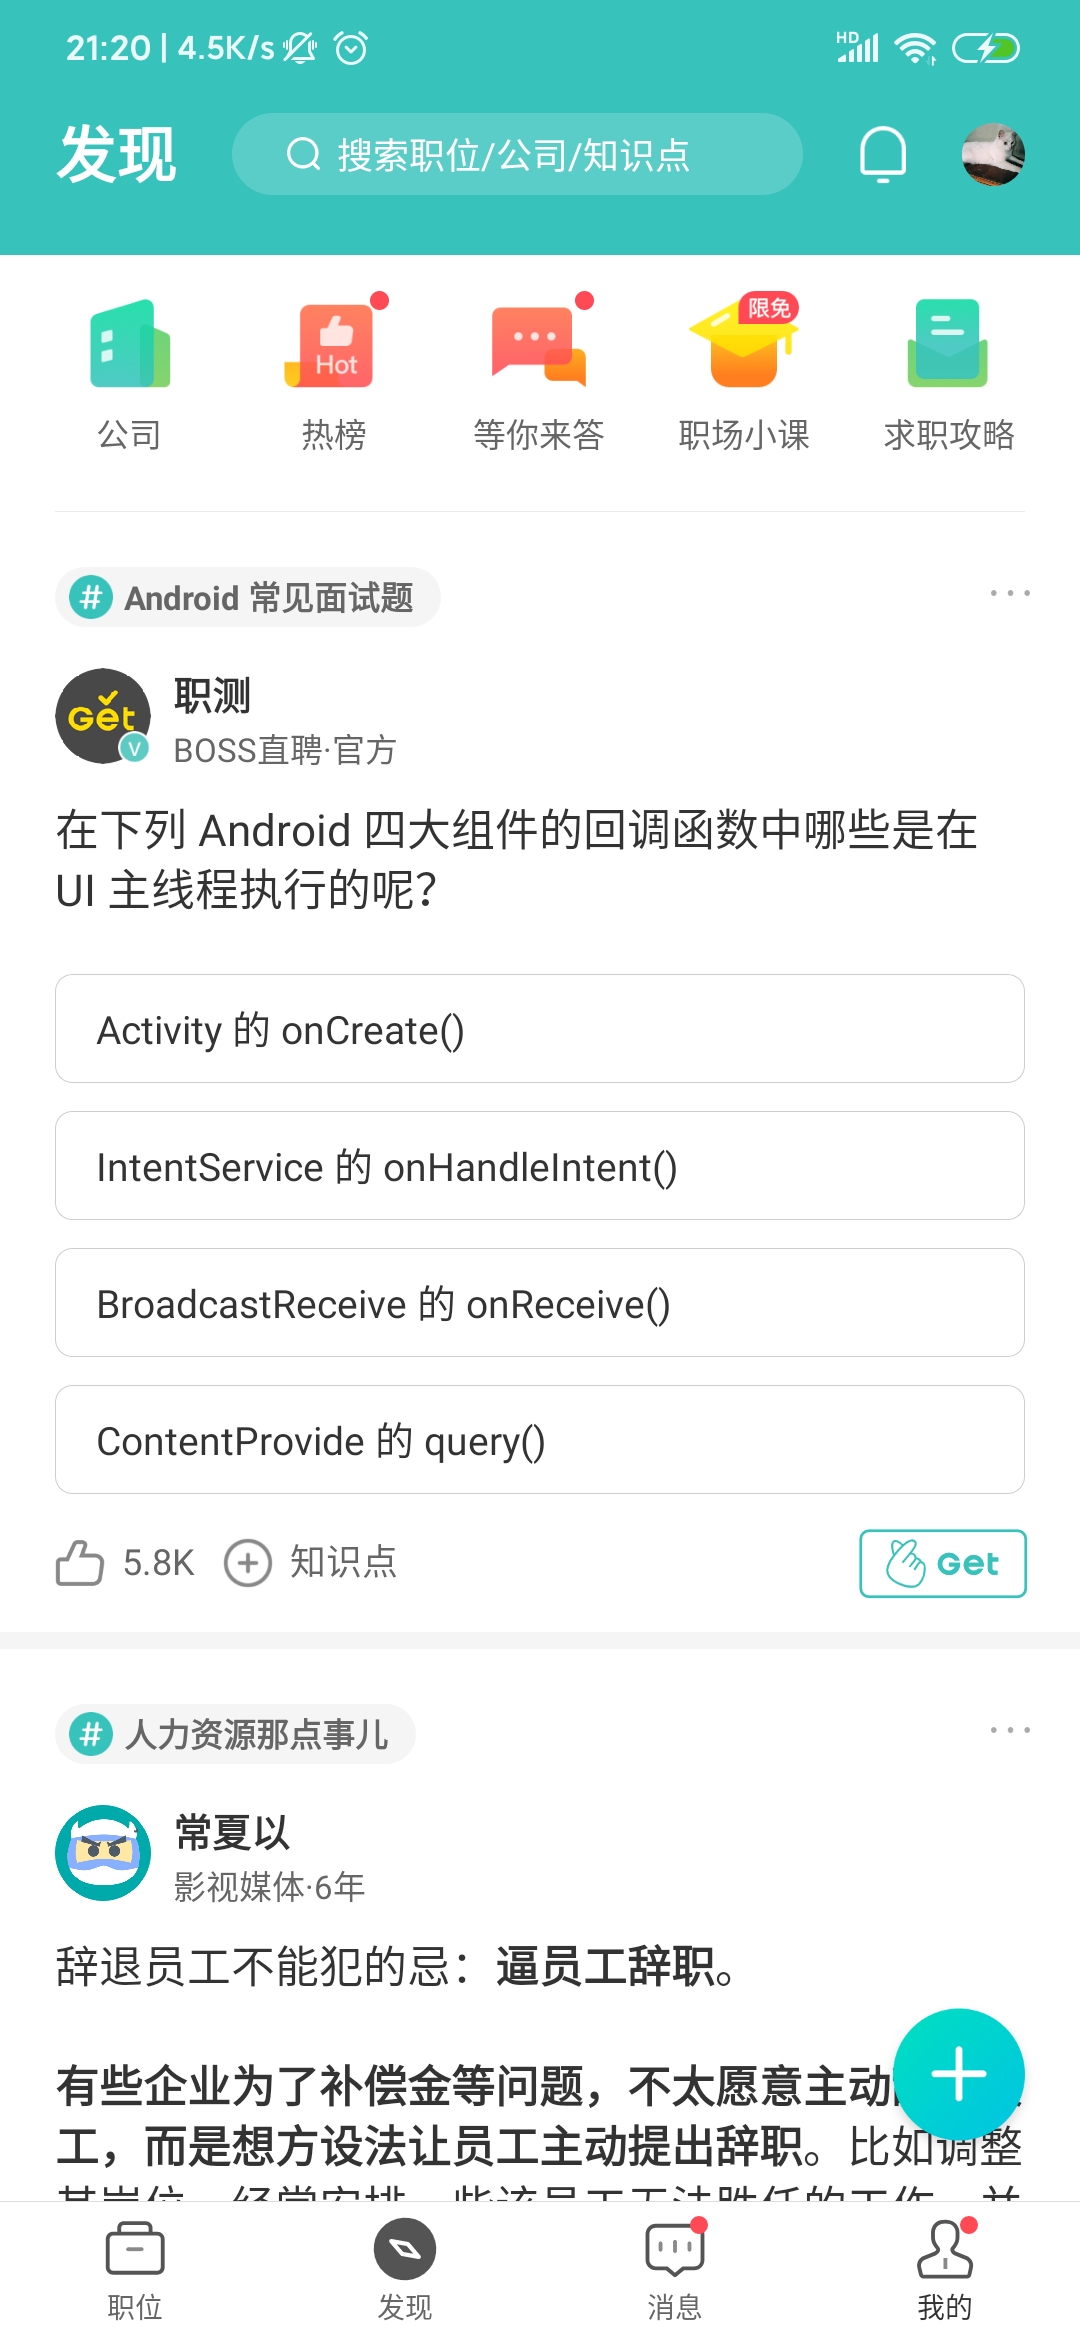 21:20 | 4.5K/s
HD
发现
搜索职位/公司/知识点
限免
Hot
公司
热榜
等你来答
职场小课
求职攻略
# Android 常见面试题
Get
V
职测
BOSS直聘·官方
在下列 Android 四大组件的回调函数中哪些是在
UI 主线程执行的呢?
Activity 的 onCreate()
IntentService 的 onHandleIntent()
BroadcastReceive 的 onReceive()
ContentProvide 的 query()
5.8K
知识点
Get
# 人力资源那点事儿
常夏以
影视媒体·6年
辞退员工不能犯的忌：逼员工辞职。
有些企业为了补偿金等问题，不太愿意主动
工，而是想方设法让员工主动提出辞职。比如调整
职位
发现
消息
我的